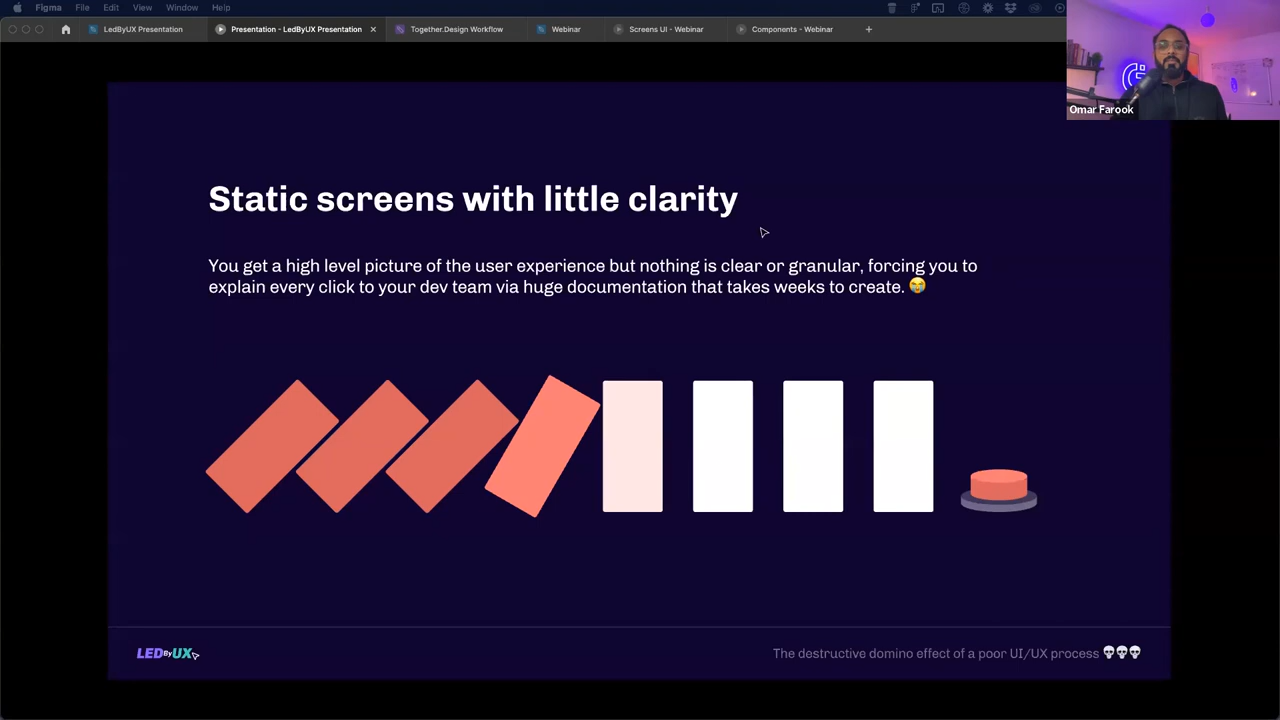 Figma File Edit View Window Help
LedByUX Presentation
Presentation - LedByUX Presentation
Together.Design Workflow
Webinar
Screens UI - Webinar
Components - Webinar
Omar Farook
Static screens with little clarity
You get a high level picture of the user experience but nothing is clear or granular, forcing you to
explain every click to your dev team via huge documentation that takes weeks to create. 😭
LEDByUX
The destructive domino effect of a poor UI/UX process 💀💀💀